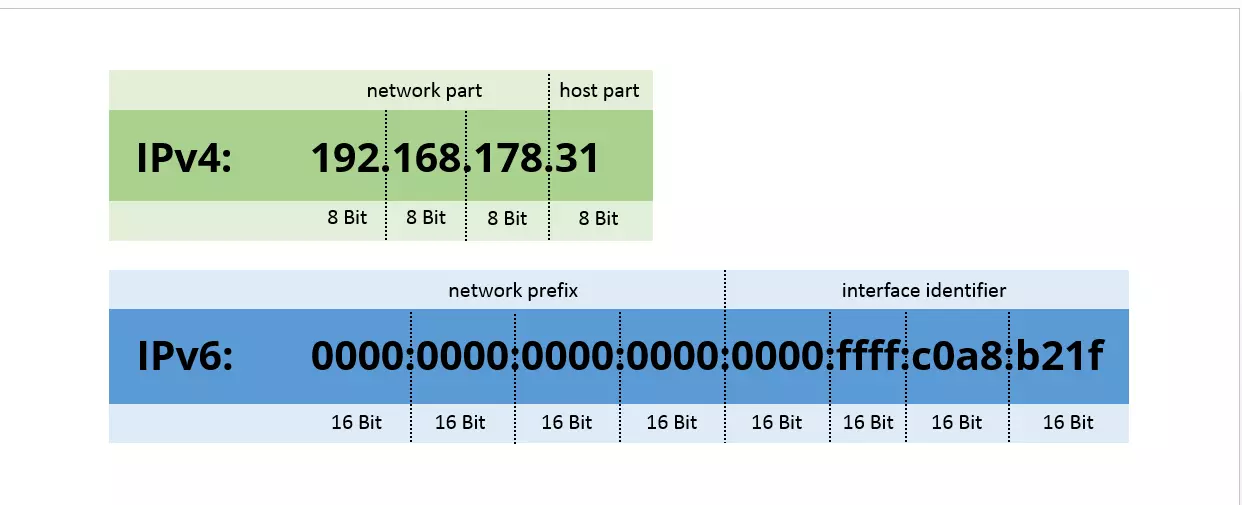 network part host part
IPv4: 192.168.178.31
8 Bit 8 Bit 8 Bit 8 Bit
network prefix interface identifier
IPv6: 0000:0000:0000:0000:0000:ffff:c0a8:b21f
16 Bit 16 Bit 16 Bit 16 Bit 16 Bit 16 Bit 16 Bit 16 Bit